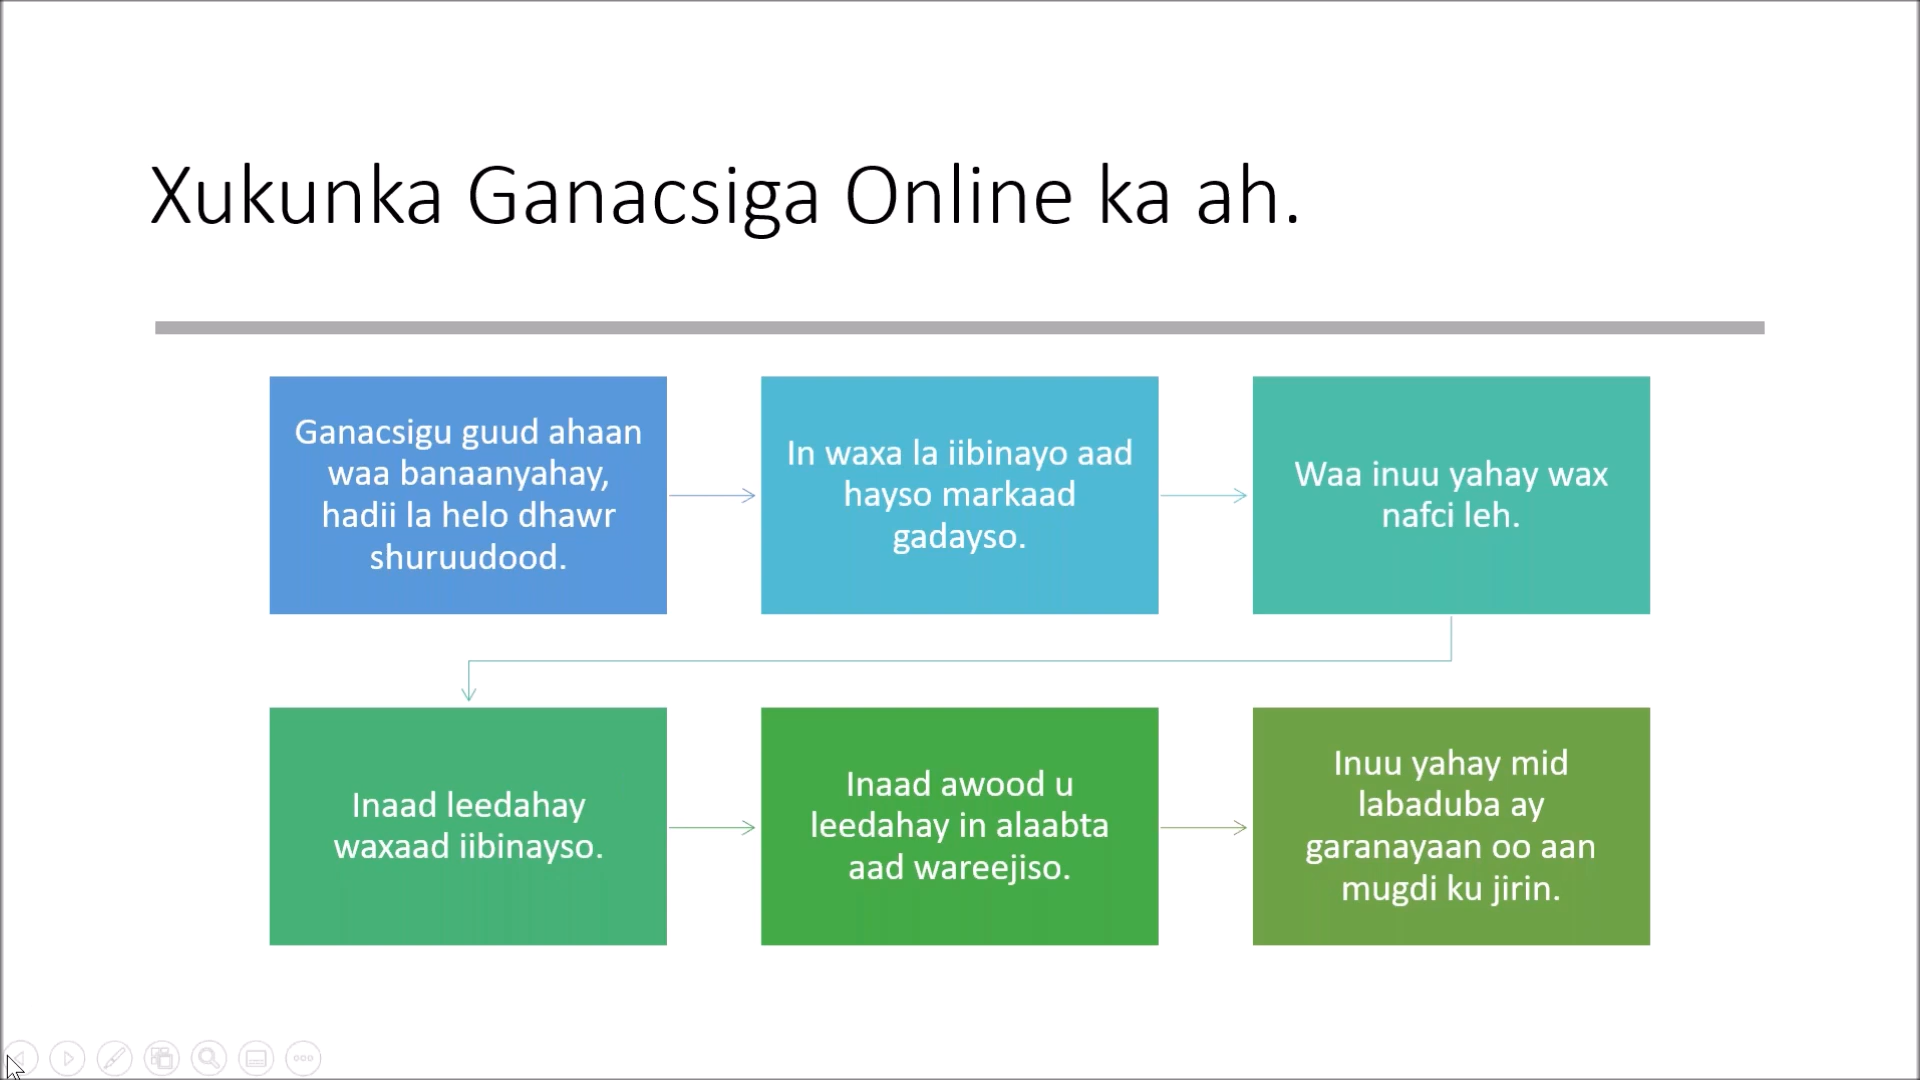 Xukunka Ganacsiga Online ka ah.
Ganacsigu guud ahaan
waa banaanyahay,
hadii la helo dhawr
shuruudood.
In waxa la iibinayo aad
hayso markaad
gadayso.
Waa inuu yahay wax
nafci leh.
Inaad leedahay
waxaad iibinayso.
Inaad awood u
leedahay in alaabta
aad wareejiso.
Inuu yahay mid
labaduba ay
garanayaan oo aan
mugdi ku jirin.